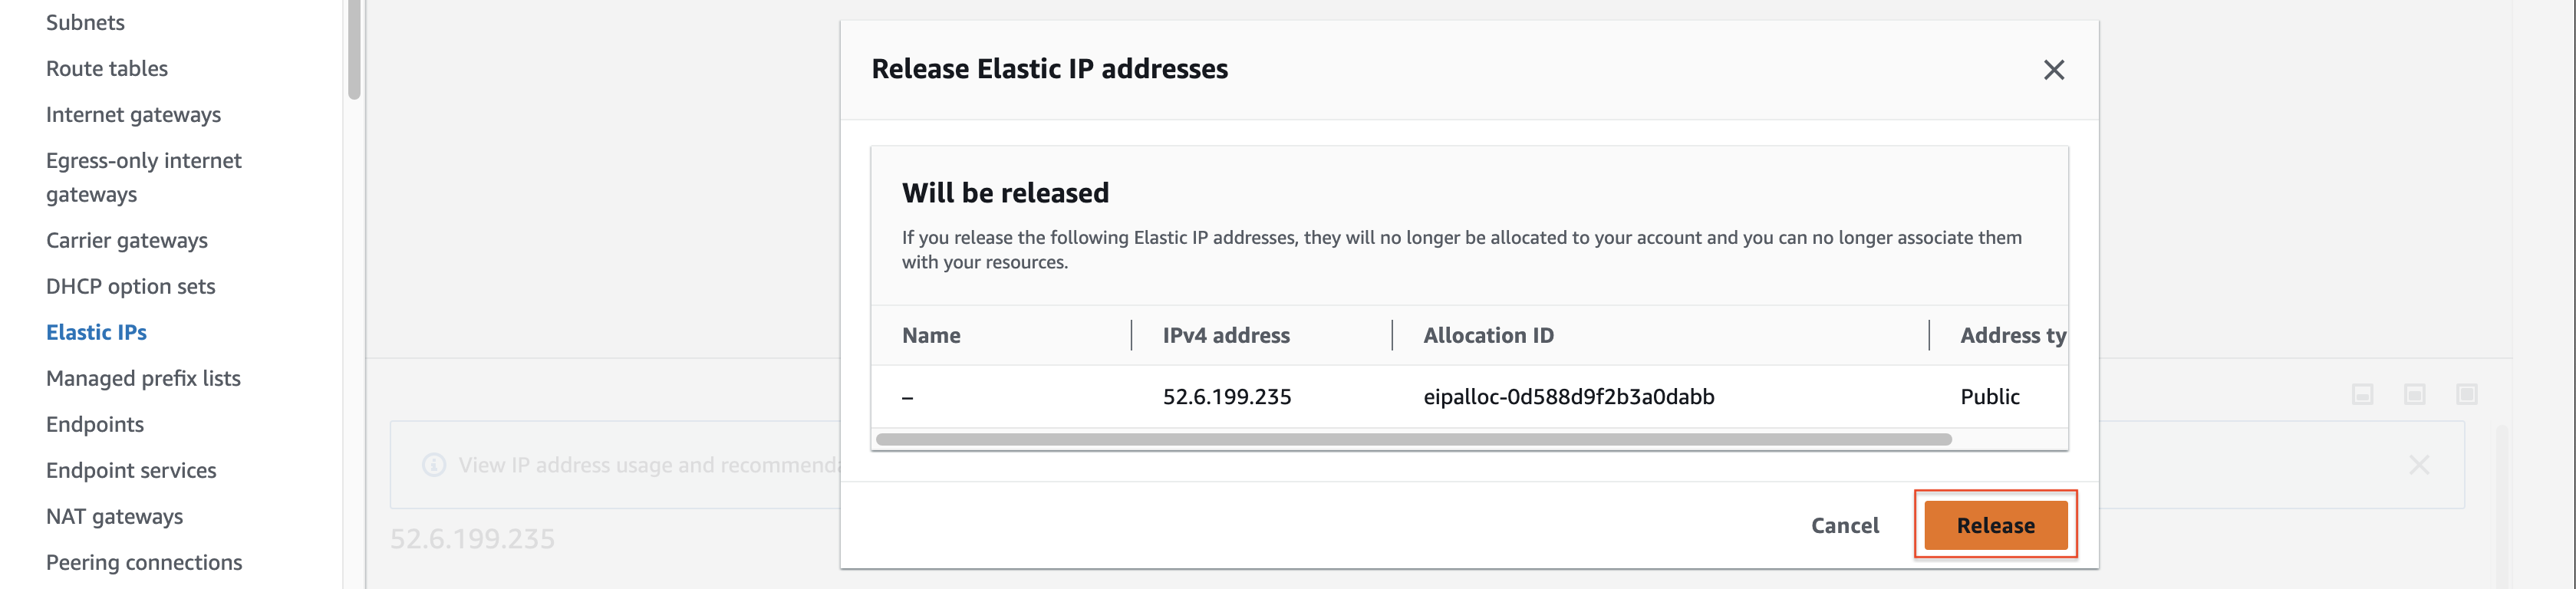 Subnets
Route tables
Internet gateways
Egress-only internet
gateways
Carrier gateways
DHCP option sets
Elastic IPs
Managed prefix lists
Endpoints
Endpoint services
NAT gateways
Peering connections
Release Elastic IP addresses
Will be released
If you release the following Elastic IP addresses, they will no longer be allocated to your account and you can no longer associate them
with your resources.
Name IPv4 address Allocation ID Address ty
– 52.6.199.235 eipalloc-0d588d9f2b3a0dabb Public
Cancel Release
View IP address usage and recommenda
52.6.199.235